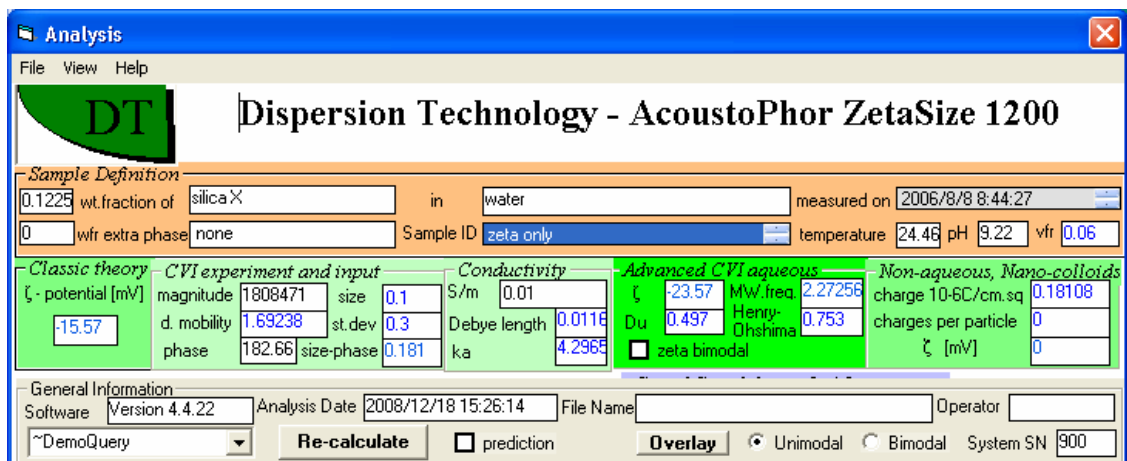 Analysis
File View Help
DT
Dispersion Technology - AcoustoPhor ZetaSize 1200
Sample Definition
0.1225 wt.fraction of silica X in water measured on 2006/8/8 8:44:27
0 wfr extra phase none Sample ID zeta only temperature 24.46 pH 9.22 vfr 0.06
Classic theory CVI experiment and input Conductivity Advanced CVI aqueous Non-aqueous, Nano-colloids
ζ - potential [mV] magnitude 1808471 size 0.1 S/m 0.01 ζ -23.57 MW.freq. 2.27256 charge 10-6C/cm.sq 0.18108
-15.57 d. mobility 1.69238 st.dev 0.3 Debye length 0.0116 Du 0.497 Henry-Ohshima 0.753 charges per particle 0
phase 182.66 size-phase 0.181 ka 4.2965 zeta bimodal ζ [mV] 0
General Information
Software Version 4.4.22 Analysis Date 2008/12/18 15:26:14 File Name Operator
~DemoQuery Re-calculate prediction Overlay Unimodal Bimodal System SN 900